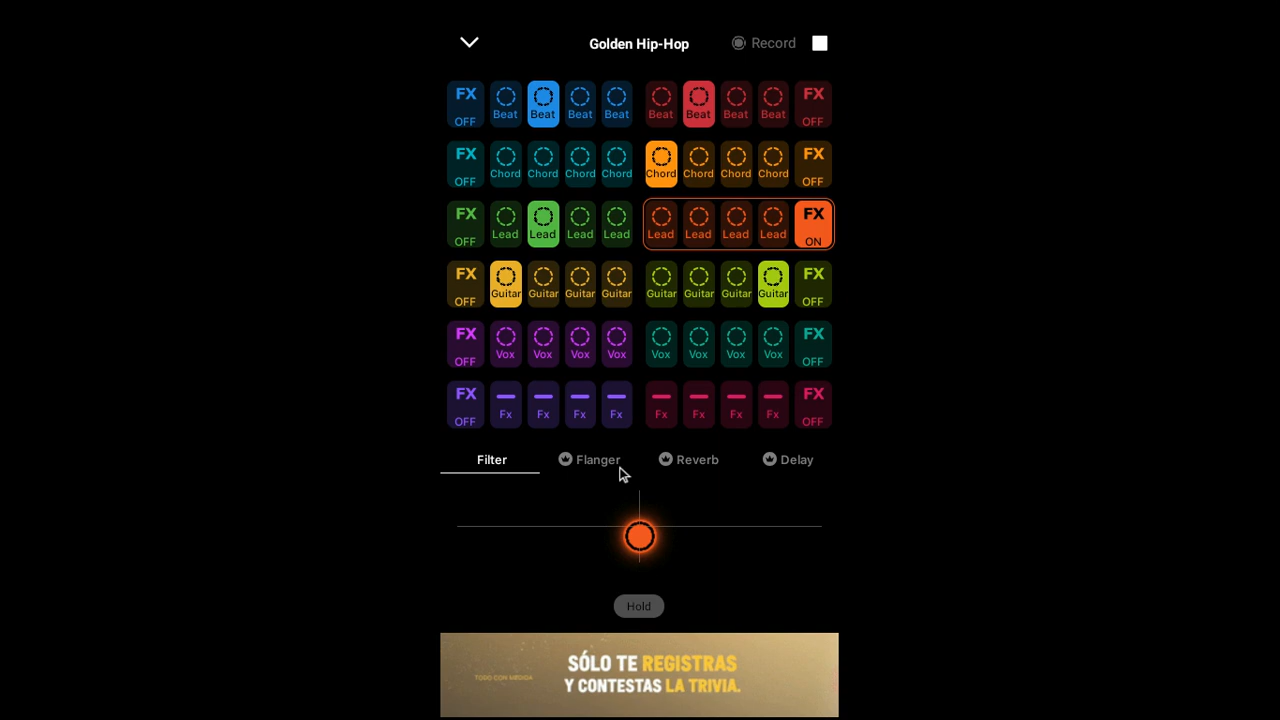 Golden Hip-Hop Record
FX Beat Beat Beat Beat Beat Beat Beat Beat FX
OFF OFF
FX Chord Chord Chord Chord Chord Chord Chord Chord FX
OFF OFF
FX Lead Lead Lead Lead Lead Lead Lead Lead FX
OFF ON
FX Guitar Guitar Guitar Guitar Guitar Guitar Guitar Guitar FX
OFF OFF
FX Vox Vox Vox Vox Vox Vox Vox Vox FX
OFF OFF
FX Fx Fx Fx Fx Fx Fx Fx Fx FX
OFF OFF
Filter Flanger Reverb Delay
Hold
TODO CON MEDIDA
SÓLO TE REGISTRAS
Y CONTESTAS LA TRIVIA.